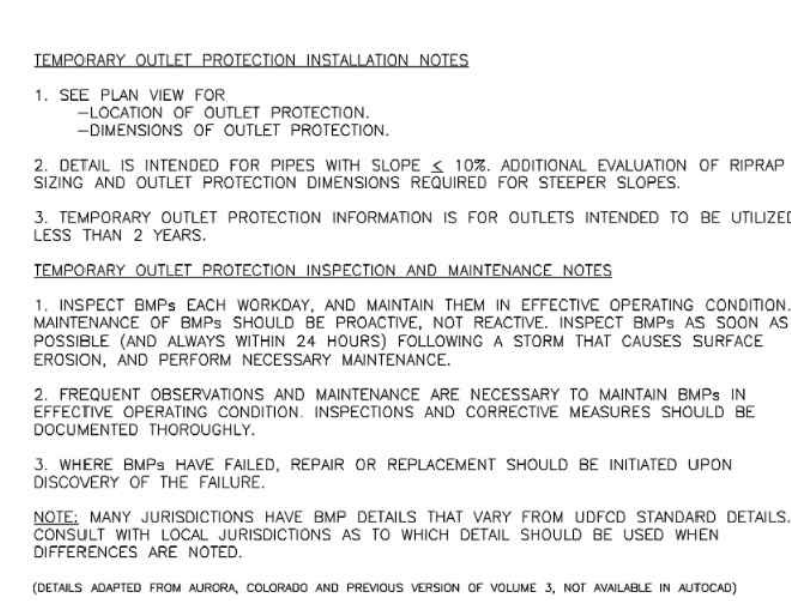 TEMPORARY OUTLET PROTECTION INSTALLATION NOTES
1. SEE PLAN VIEW FOR
–LOCATION OF OUTLET PROTECTION.
–DIMENSIONS OF OUTLET PROTECTION.
2. DETAIL IS INTENDED FOR PIPES WITH SLOPE ≤ 10%. ADDITIONAL EVALUATION OF RIPRAP
SIZING AND OUTLET PROTECTION DIMENSIONS REQUIRED FOR STEEPER SLOPES.
3. TEMPORARY OUTLET PROTECTION INFORMATION IS FOR OUTLETS INTENDED TO BE UTILIZED
LESS THAN 2 YEARS.
TEMPORARY OUTLET PROTECTION INSPECTION AND MAINTENANCE NOTES
1. INSPECT BMPs EACH WORKDAY, AND MAINTAIN THEM IN EFFECTIVE OPERATING CONDITION.
MAINTENANCE OF BMPs SHOULD BE PROACTIVE, NOT REACTIVE. INSPECT BMPs AS SOON AS
POSSIBLE (AND ALWAYS WITHIN 24 HOURS) FOLLOWING A STORM THAT CAUSES SURFACE
EROSION, AND PERFORM NECESSARY MAINTENANCE.
2. FREQUENT OBSERVATIONS AND MAINTENANCE ARE NECESSARY TO MAINTAIN BMPs IN
EFFECTIVE OPERATING CONDITION. INSPECTIONS AND CORRECTIVE MEASURES SHOULD BE
DOCUMENTED THOROUGHLY.
3. WHERE BMPs HAVE FAILED, REPAIR OR REPLACEMENT SHOULD BE INITIATED UPON
DISCOVERY OF THE FAILURE.
NOTE: MANY JURISDICTIONS HAVE BMP DETAILS THAT VARY FROM UDFCD STANDARD DETAILS.
CONSULT WITH LOCAL JURISDICTIONS AS TO WHICH DETAIL SHOULD BE USED WHEN
DIFFERENCES ARE NOTED.
(DETAILS ADAPTED FROM AURORA, COLORADO AND PREVIOUS VERSION OF VOLUME 3, NOT AVAILABLE IN AUTOCAD)